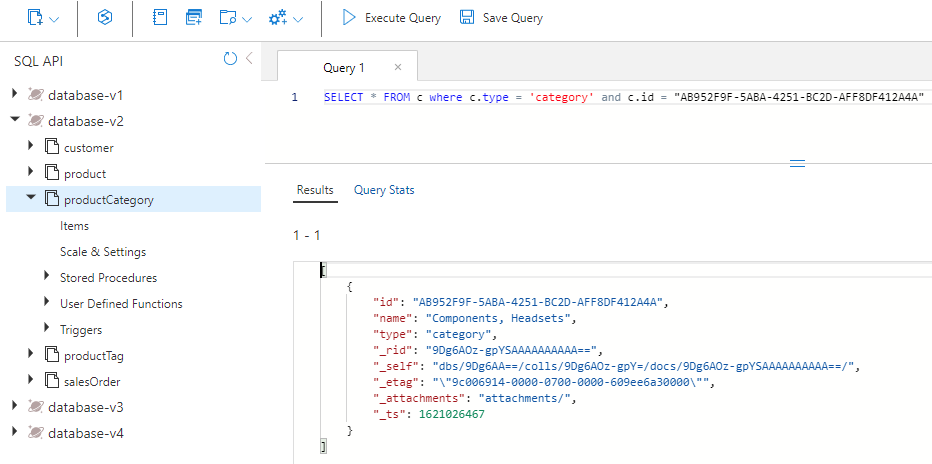 Execute Query
Save Query
SQL API
database-v1
database-v2
customer
product
productCategory
Items
Scale & Settings
Stored Procedures
User Defined Functions
Triggers
productTag
salesOrder
database-v3
database-v4
Query 1 ×
1 SELECT * FROM c where c.type = 'category' and c.id = "AB952F9F-5ABA-4251-BC2D-AFF8DF412A4A"
Results Query Stats
1 - 1
[
{
"id": "AB952F9F-5ABA-4251-BC2D-AFF8DF412A4A",
"name": "Components, Headsets",
"type": "category",
"_rid": "9Dg6AOz-gpYSAAAAAAAAAA==",
"_self": "dbs/9Dg6AA==/colls/9Dg6AOz-gpY=/docs/9Dg6AOz-gpYSAAAAAAAAAA==/",
"_etag": "\"9c006914-0000-0700-0000-609ee6a30000\"",
"_attachments": "attachments/",
"_ts": 1621026467
}
]